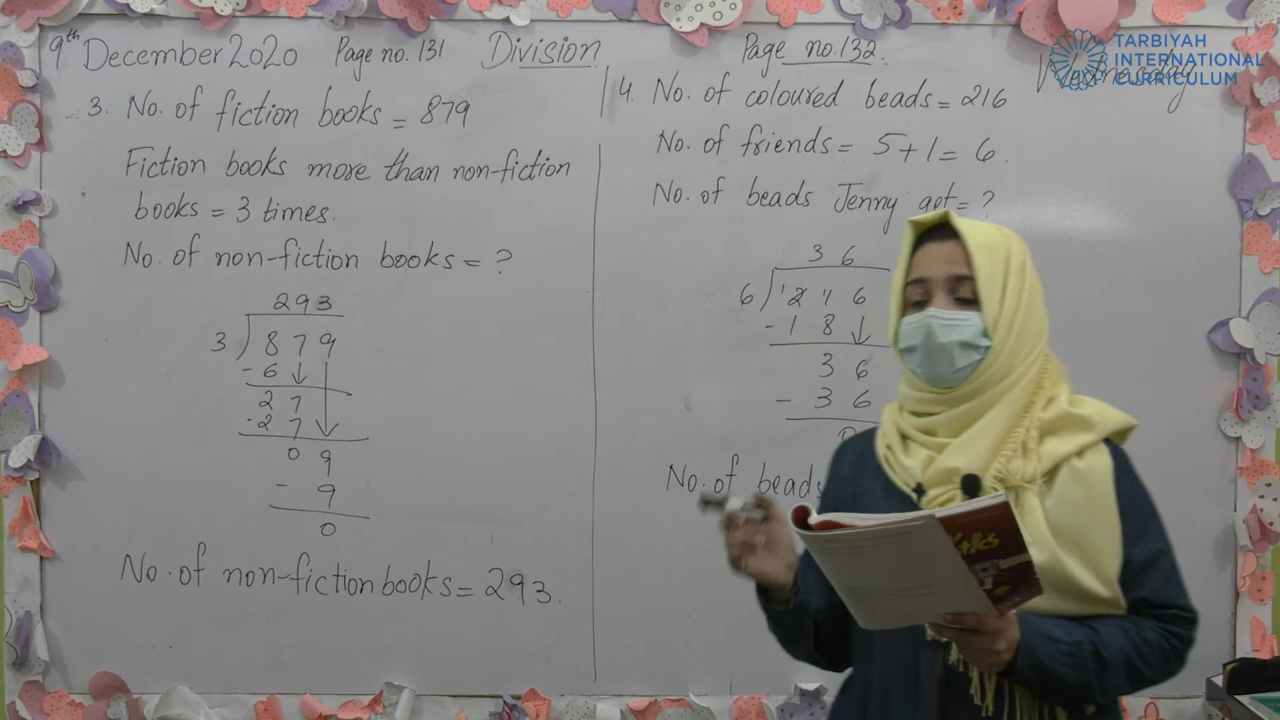 9th December 2020 Page no. 131 Division
3. No. of fiction books = 879
Fiction books more than non-fiction
books = 3 times.
No. of non-fiction books = ?
293
3 879
- 6
27
- 27
09
- 9
0
No. of non-fiction books = 293.
Page no. 132.
Wednesday
4. No. of coloured beads = 216
No. of friends = 5 + 1 = 6.
No. of beads Jenny get = ?
36
6 216
- 18
36
- 36
0
No. of beads
TARBIYAH
INTERNATIONAL
CURRICULUM